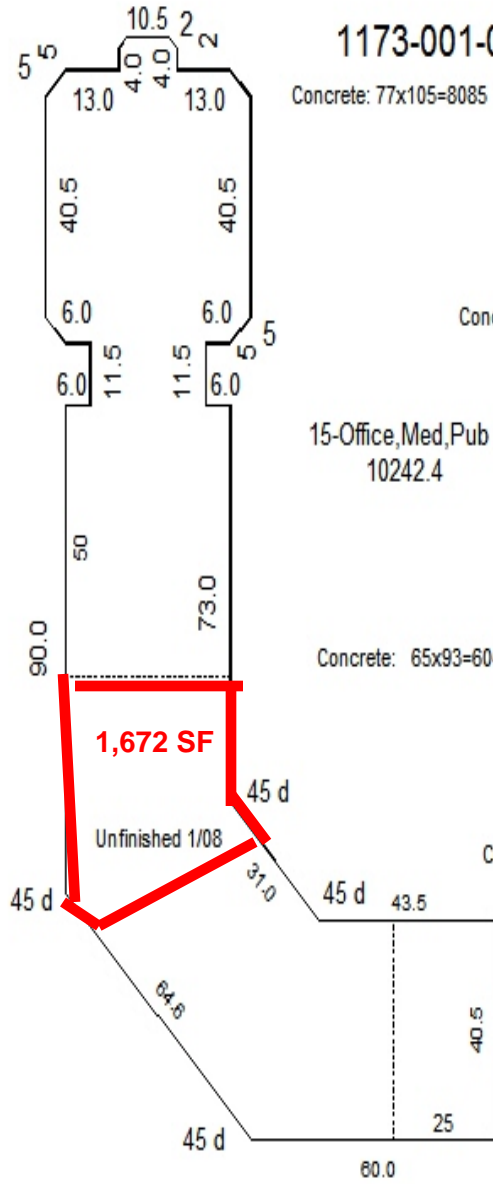 10.5 2
2
5 5
4.0 4.0
13.0 13.0
1173-001-0
Concrete: 77x105=8085
40.5 40.5
6.0 6.0
5
5
Conc
11.5 11.5
6.0 6.0
15-Office,Med,Pub
10242.4
50
73.0
90.0
Concrete: 65x93=60
1,672 SF
45 d
Unfinished 1/08
31.0
C
45 d
45 d 43.5
64.6
40.5
45 d
25
60.0